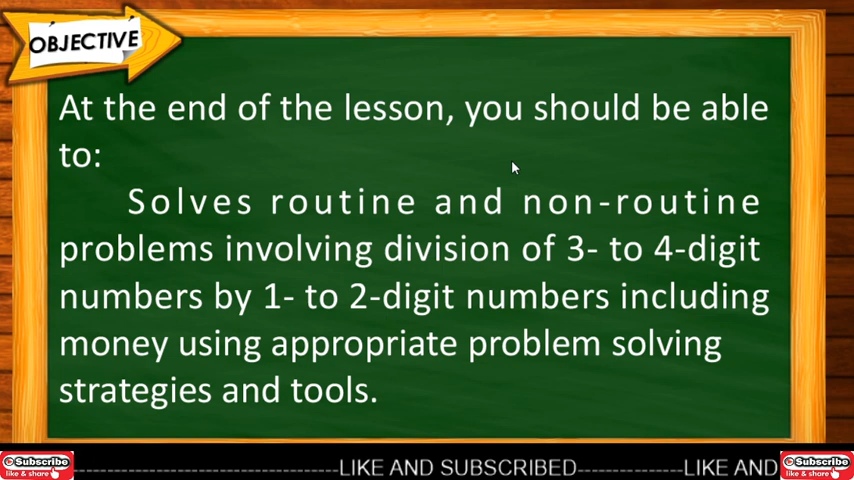 OBJECTIVE
At the end of the lesson, you should be able
to:
Solves routine and non-routine
problems involving division of 3- to 4-digit
numbers by 1- to 2-digit numbers including
money using appropriate problem solving
strategies and tools.
Subscribe
like & share
---------------------------------LIKE AND SUBSCRIBED-------------LIKE AND
Subscribe
like & share